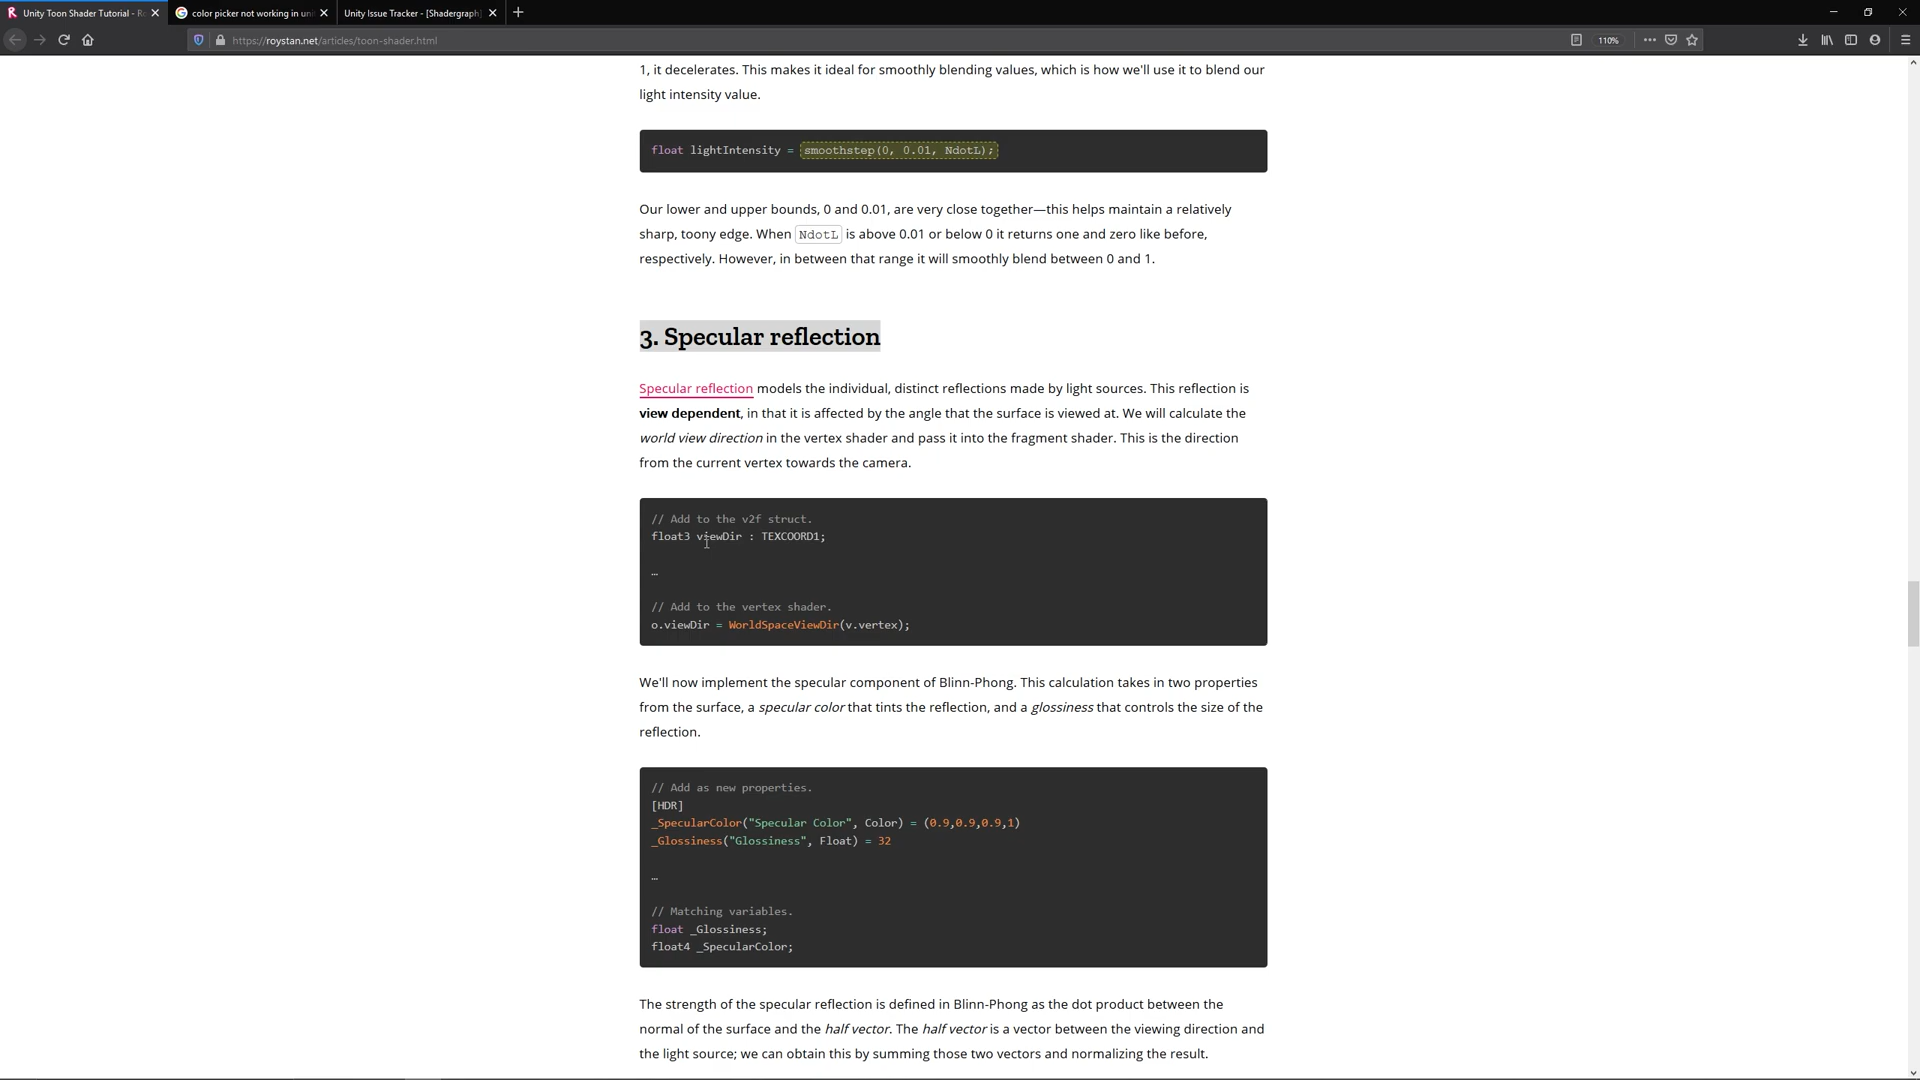 Unity Toon Shader Tutorial - Ro
color picker not working in uni
Unity Issue Tracker - [Shadergraph]
https://roystan.net/articles/toon-shader.html
110%
1, it decelerates. This makes it ideal for smoothly blending values, which is how we'll use it to blend our
light intensity value.
float lightIntensity = smoothstep(0, 0.01, NdotL);
Our lower and upper bounds, 0 and 0.01, are very close together—this helps maintain a relatively
sharp, toony edge. When NdotL is above 0.01 or below 0 it returns one and zero like before,
respectively. However, in between that range it will smoothly blend between 0 and 1.
3. Specular reflection
Specular reflection models the individual, distinct reflections made by light sources. This reflection is
view dependent, in that it is affected by the angle that the surface is viewed at. We will calculate the
world view direction in the vertex shader and pass it into the fragment shader. This is the direction
from the current vertex towards the camera.
// Add to the v2f struct.
float3 viewDir : TEXCOORD1;
…
// Add to the vertex shader.
o.viewDir = WorldSpaceViewDir(v.vertex);
We'll now implement the specular component of Blinn-Phong. This calculation takes in two properties
from the surface, a specular color that tints the reflection, and a glossiness that controls the size of the
reflection.
// Add as new properties.
[HDR]
_SpecularColor("Specular Color", Color) = (0.9,0.9,0.9,1)
_Glossiness("Glossiness", Float) = 32
…
// Matching variables.
float _Glossiness;
float4 _SpecularColor;
The strength of the specular reflection is defined in Blinn-Phong as the dot product between the
normal of the surface and the half vector. The half vector is a vector between the viewing direction and
the light source; we can obtain this by summing those two vectors and normalizing the result.